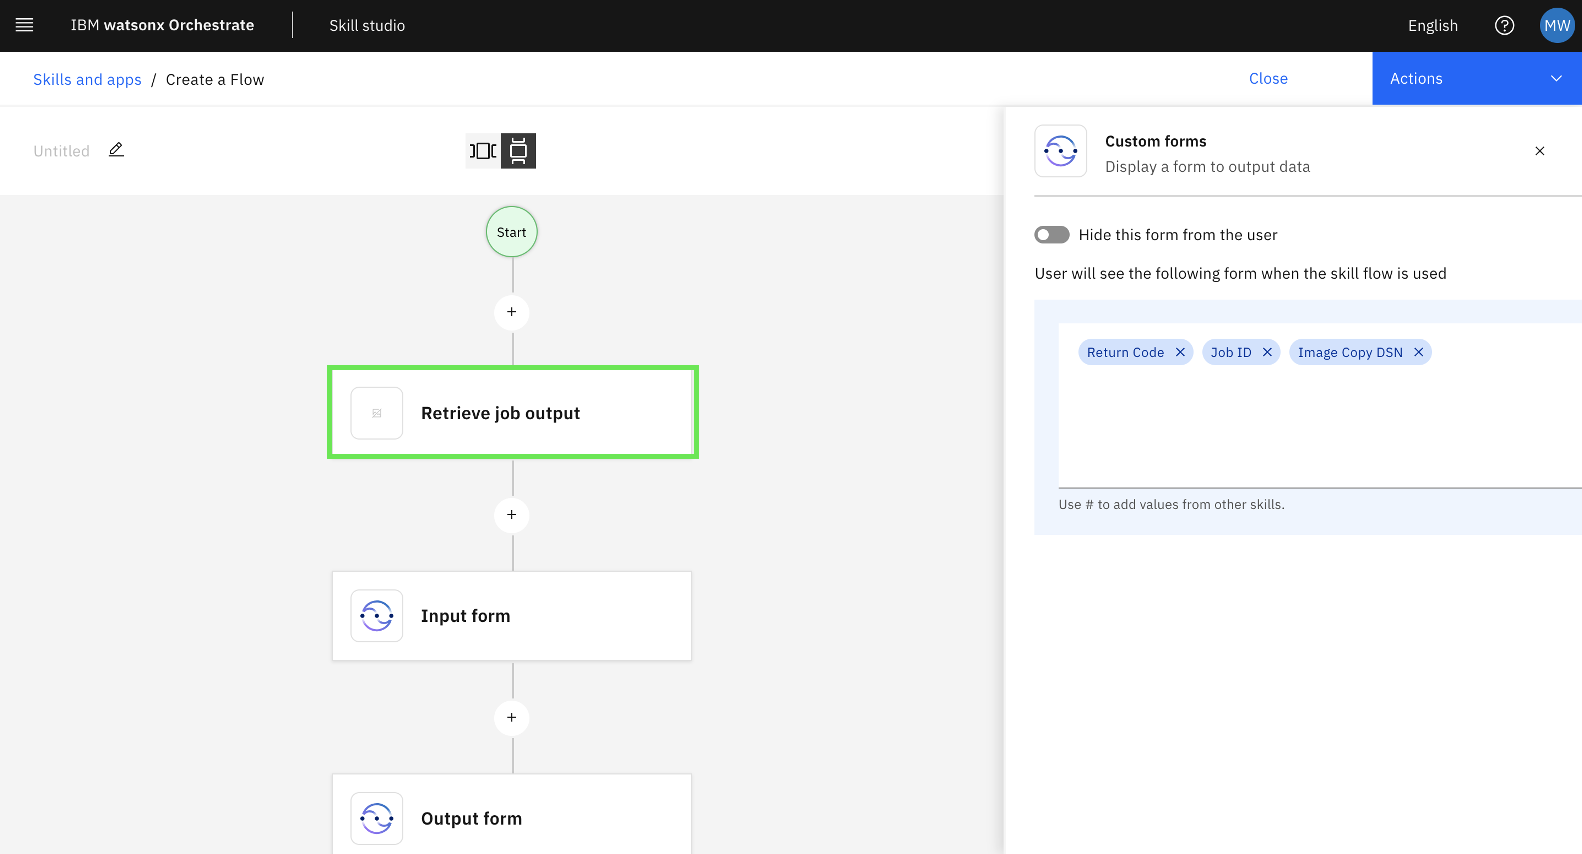 IBM watsonx Orchestrate
Skill studio
English
MW
Skills and apps / Create a Flow
Close
Actions
Untitled
Custom forms
Display a form to output data
Start
Hide this form from the user
User will see the following form when the skill flow is used
+
Return Code
Job ID
Image Copy DSN
Retrieve job output
Use # to add values from other skills.
+
Input form
+
Output form